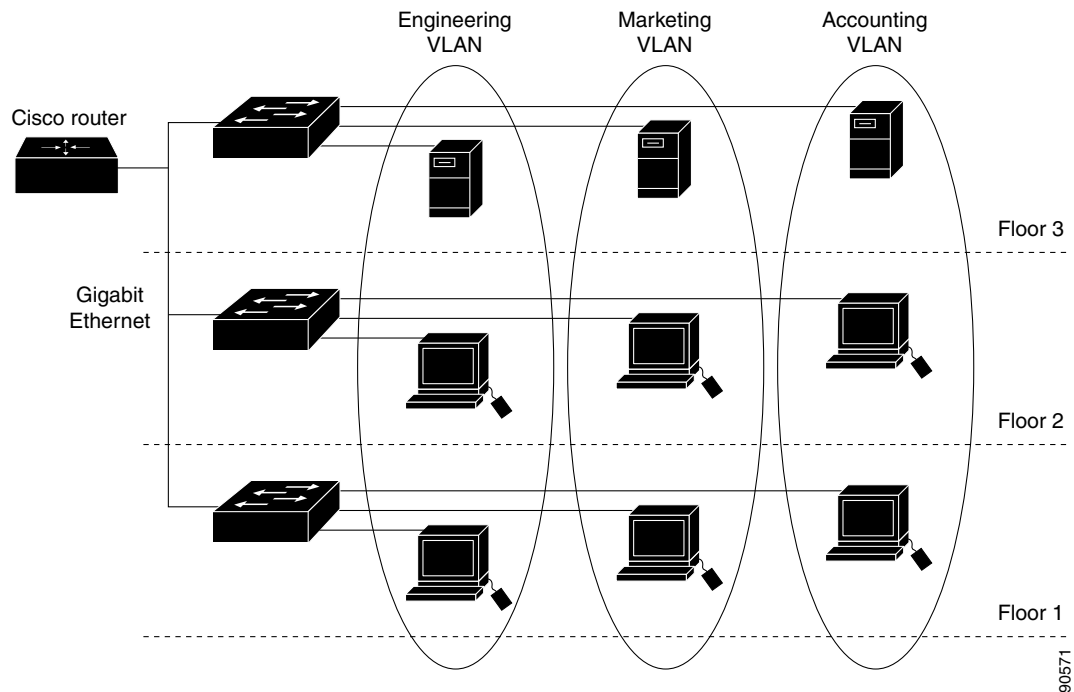 Engineering
VLAN
Marketing
VLAN
Accounting
VLAN
Cisco router
Floor 3
Gigabit
Ethernet
Floor 2
Floor 1
90571